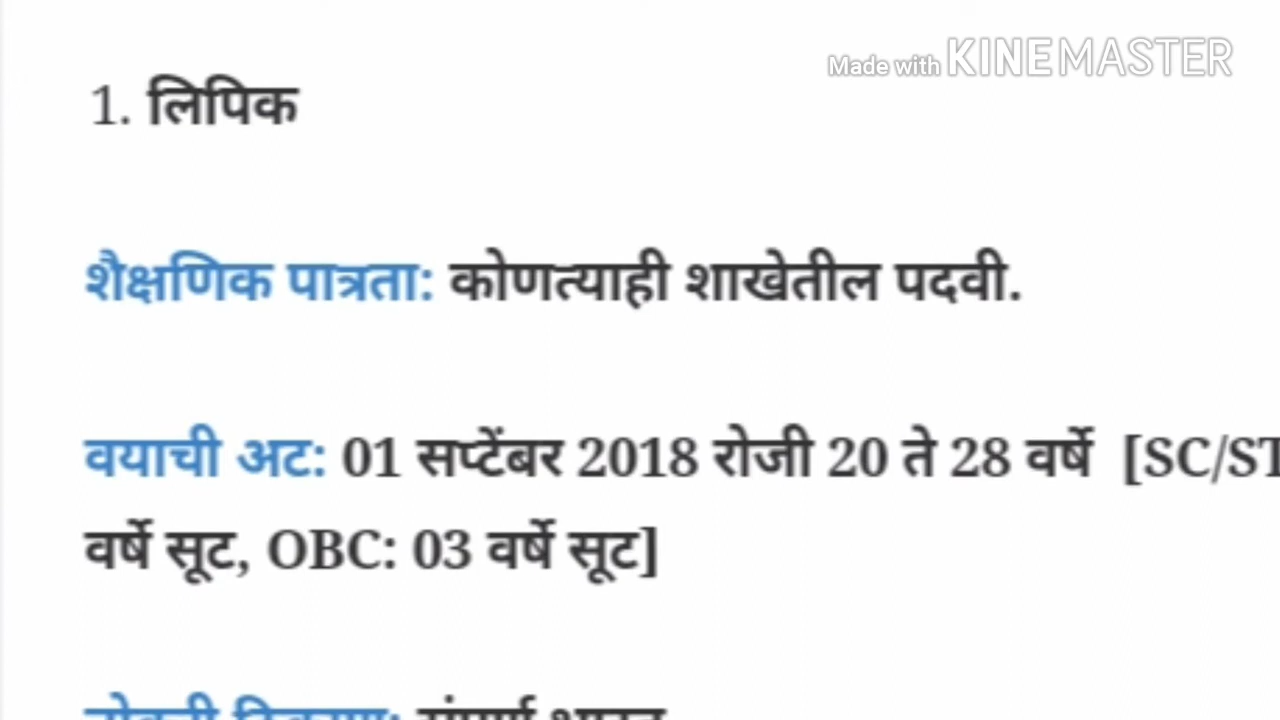 Made with KINEMASTER
1. लिपिक
शैक्षणिक पात्रता: कोणत्याही शाखेतील पदवी.
वयाची अट: 01 सप्टेंबर 2018 रोजी 20 ते 28 वर्षे [SC/ST
वर्षे सूट, OBC: 03 वर्षे सूट]